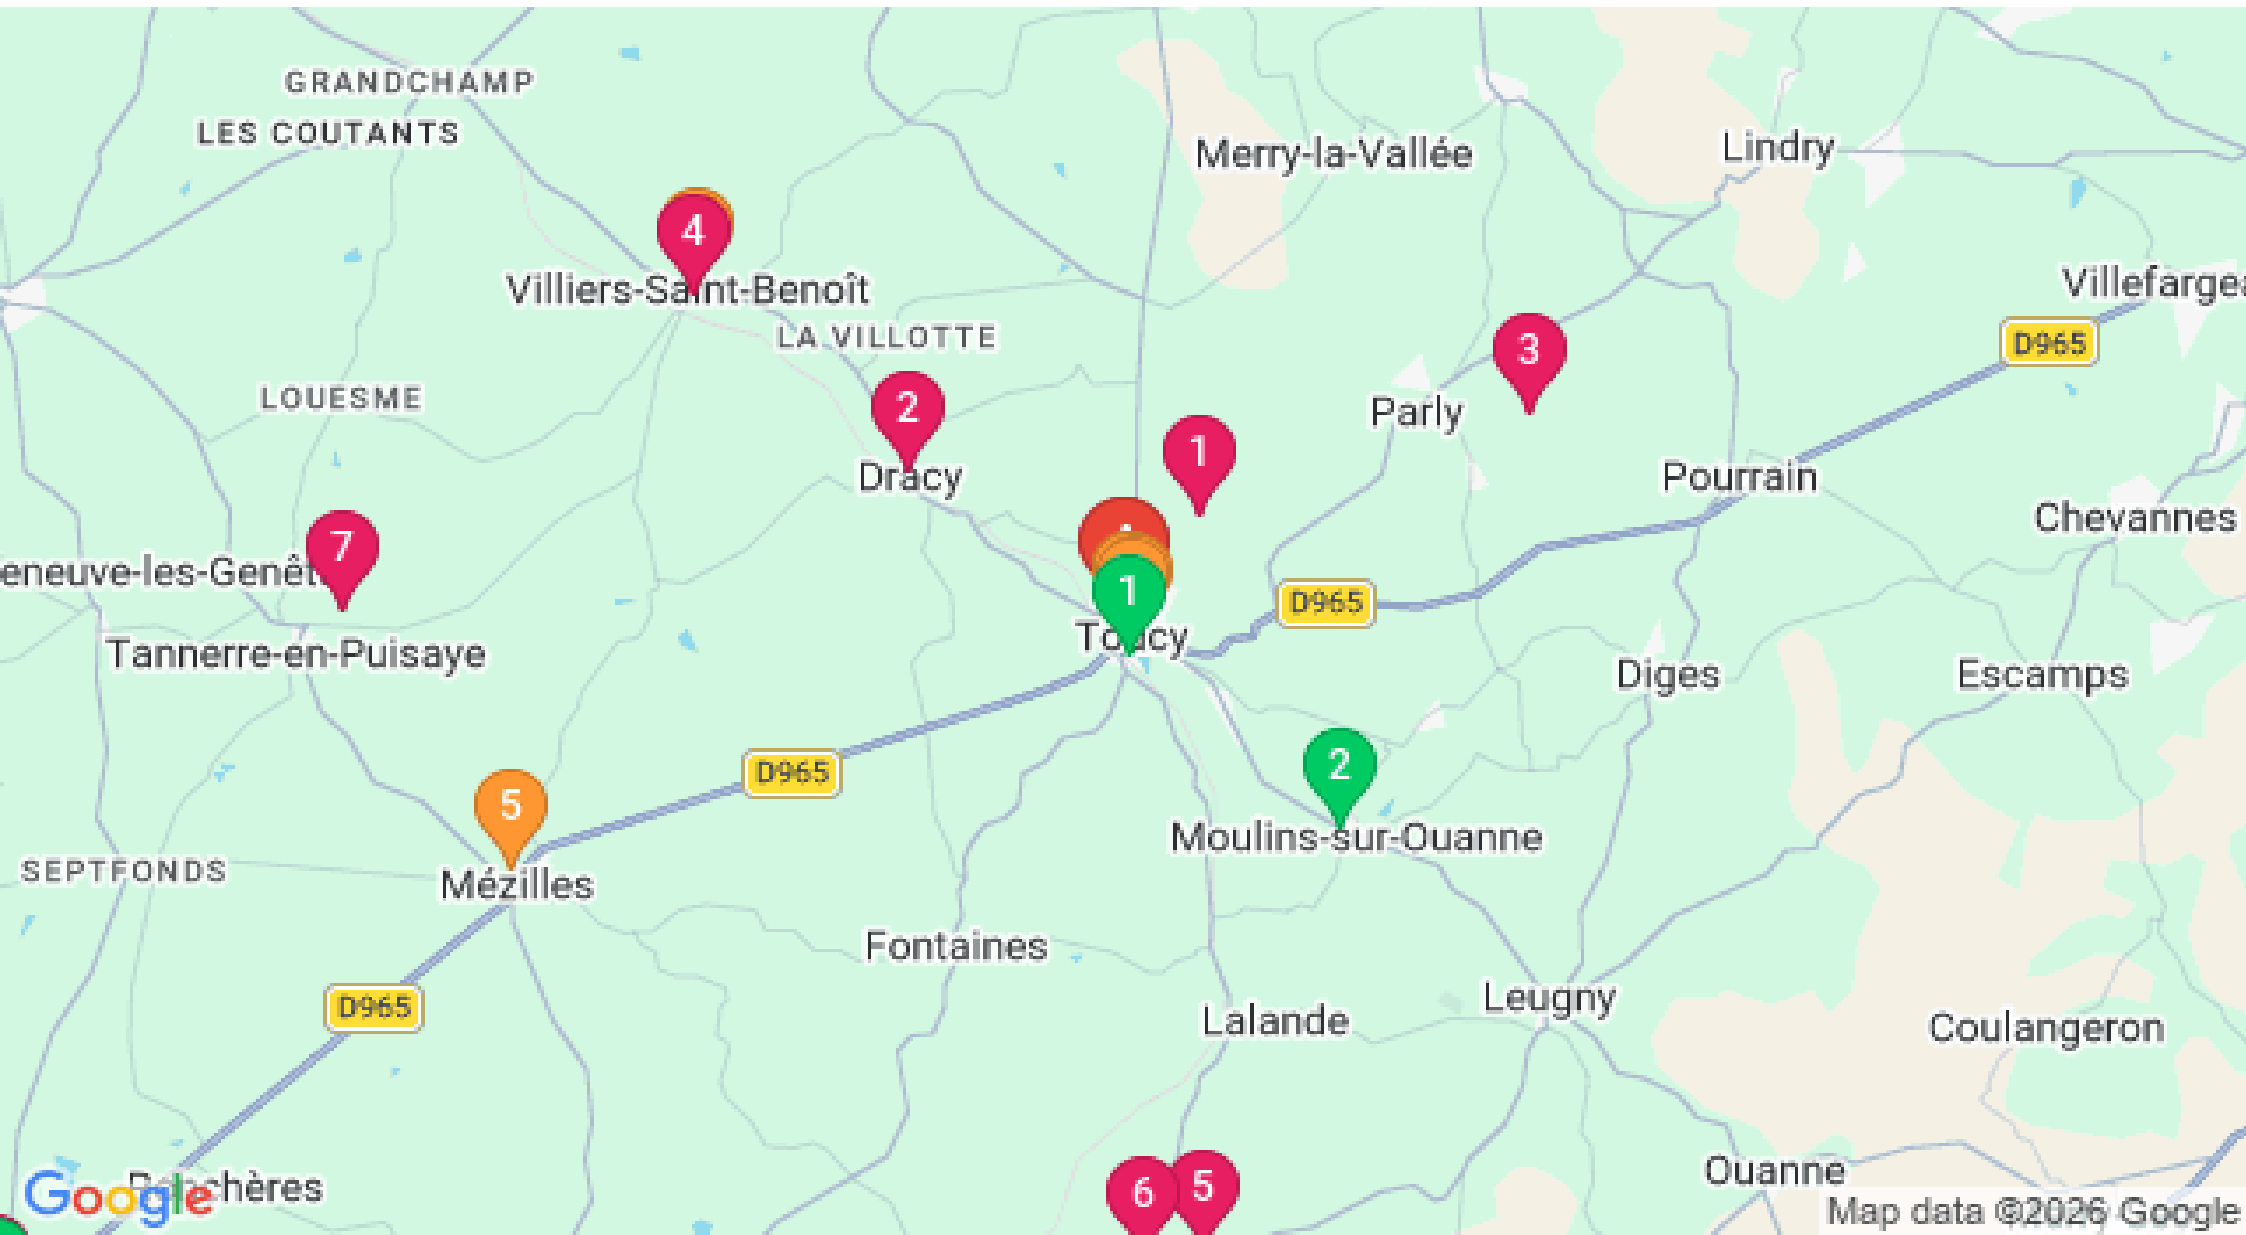 GRANDCHAMP
LES COUTANTS
Merry-la-Vallée
Lindry
4
Villiers-Saint-Benoît
Villefargea
LA VILLOTTE
D965
3
LOUESME
2
Parly
1
Dracy
Pourrain
Chevannes
7
eneuve-les-Genêt
1
D965
Toucy
Tannerre-en-Puisaye
Diges
Escamps
2
D965
5
Moulins-sur-Ouanne
SEPTFONDS
Mézilles
Fontaines
D965
Leugny
Lalande
Coulangeron
Ouanne
6
5
chères
Google
Map data ©2026 Google